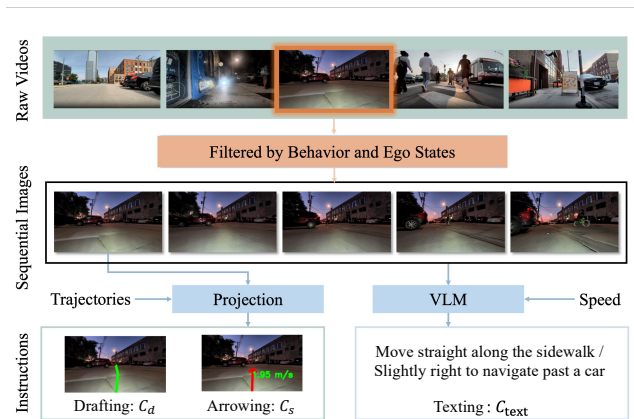 Raw Videos
Filtered by Behavior and Ego States
Sequential Images
Trajectories
Projection
VLM
Speed
Instructions
.95 m/s
Drafting: C_d
Arrowing: C_s
Move straight along the sidewalk /
Slightly right to navigate past a car
Texting : C_text